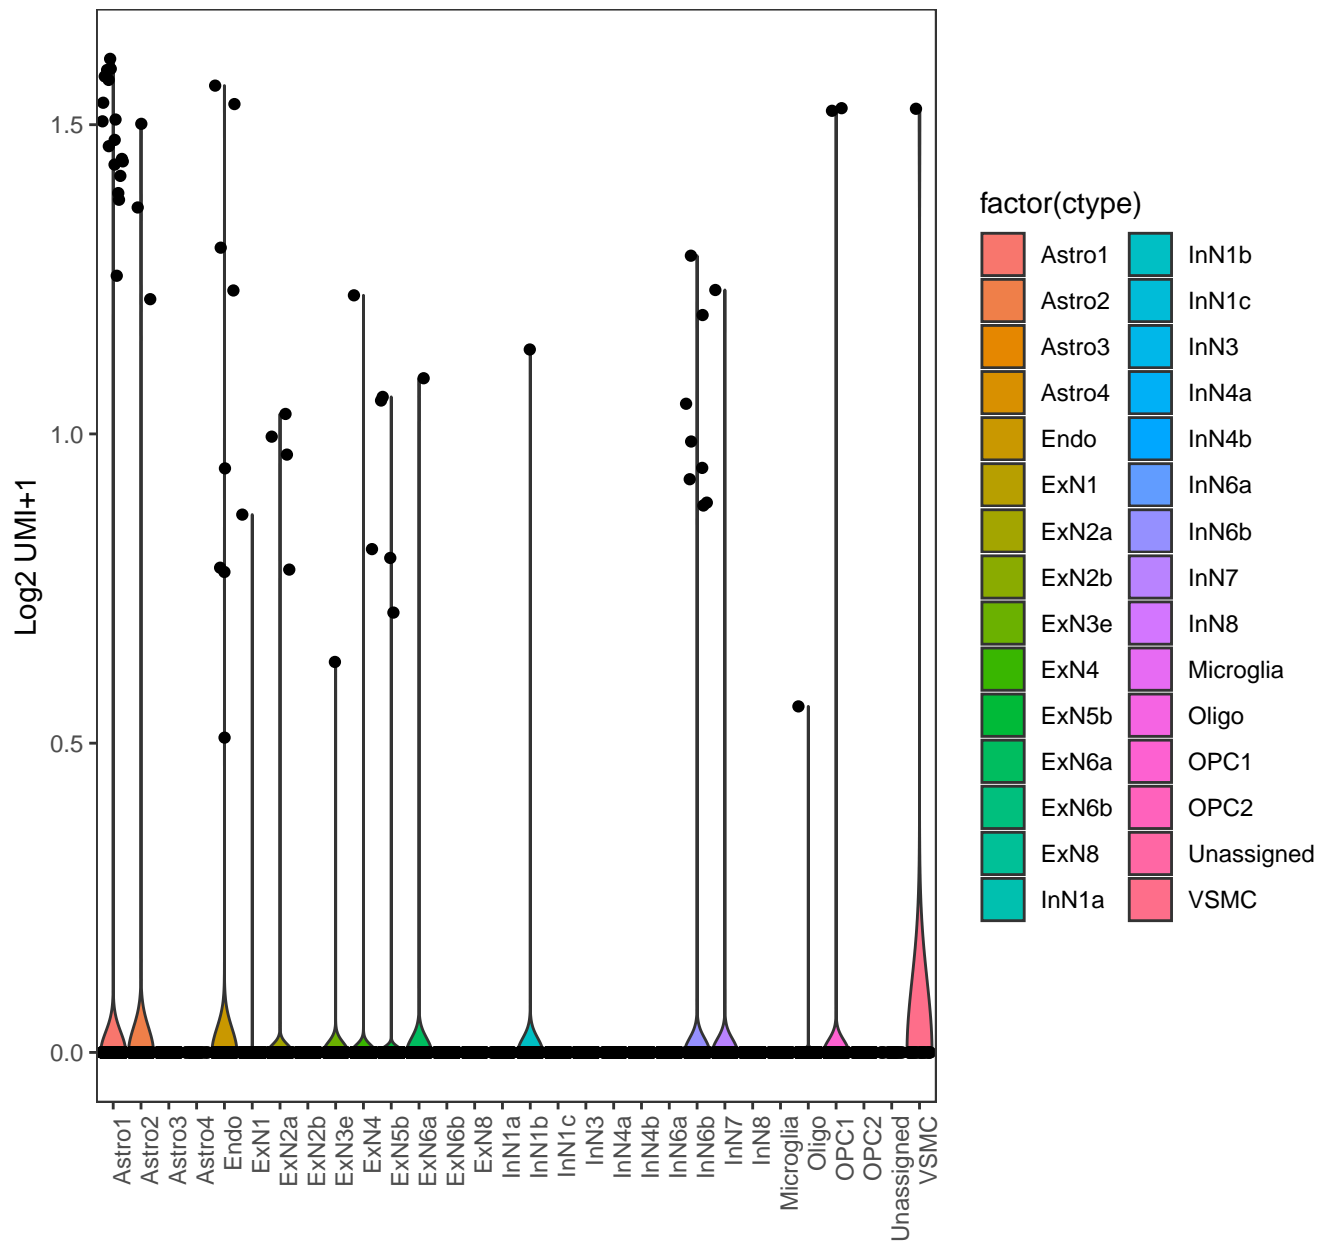 Log2 UMI+1
1.5
1.0
0.5
0.0
Astro1
Astro2
Astro3
Astro4
Endo
ExN1
ExN2a
ExN2b
ExN3e
ExN4
ExN5b
ExN6a
ExN6b
ExN8
InN1a
InN1b
InN1c
InN3
InN4a
InN4b
InN6a
InN6b
InN7
InN8
Microglia
Oligo
OPC1
OPC2
Unassigned
VSMC
factor(ctype)
Astro1
Astro2
Astro3
Astro4
Endo
ExN1
ExN2a
ExN2b
ExN3e
ExN4
ExN5b
ExN6a
ExN6b
ExN8
InN1a
InN1b
InN1c
InN3
InN4a
InN4b
InN6a
InN6b
InN7
InN8
Microglia
Oligo
OPC1
OPC2
Unassigned
VSMC